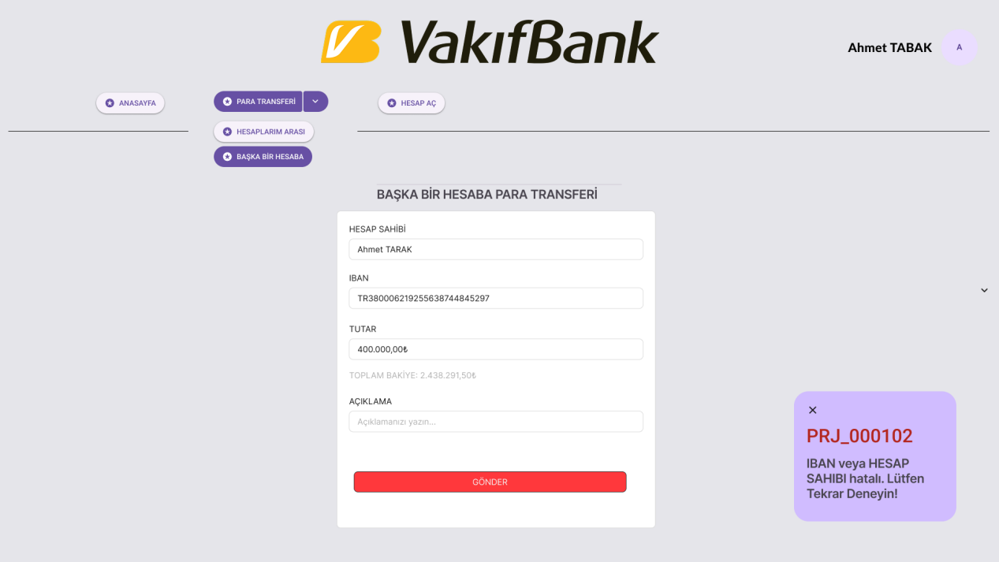 VakıfBank
Ahmet TABAK
A
ANASAYFA
PARA TRANSFERİ
HESAP AÇ
HESAPLARIM ARASI
BAŞKA BİR HESABA
BAŞKA BİR HESABA PARA TRANSFERİ
HESAP SAHİBİ
Ahmet TARAK
IBAN
TR380006219255638744845297
TUTAR
400.000,00₺
TOPLAM BAKİYE: 2.438.291,50₺
AÇIKLAMA
Açıklamanızı yazın...
GÖNDER
PRJ_000102
IBAN veya HESAP
SAHIBI hatalı. Lütfen
Tekrar Deneyin!